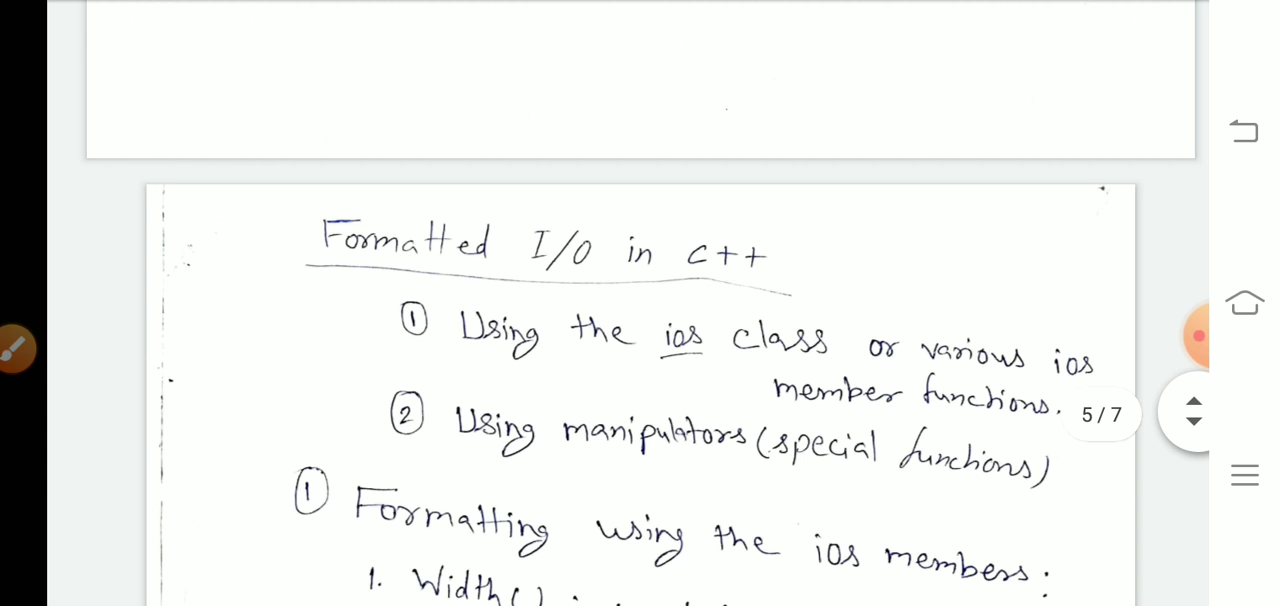 Formatted I/O in C++
① Using the ios class or various ios
member functions.
5/7
② Using manipulators (special functions)
① Formatting using the ios members:
1. Width() :